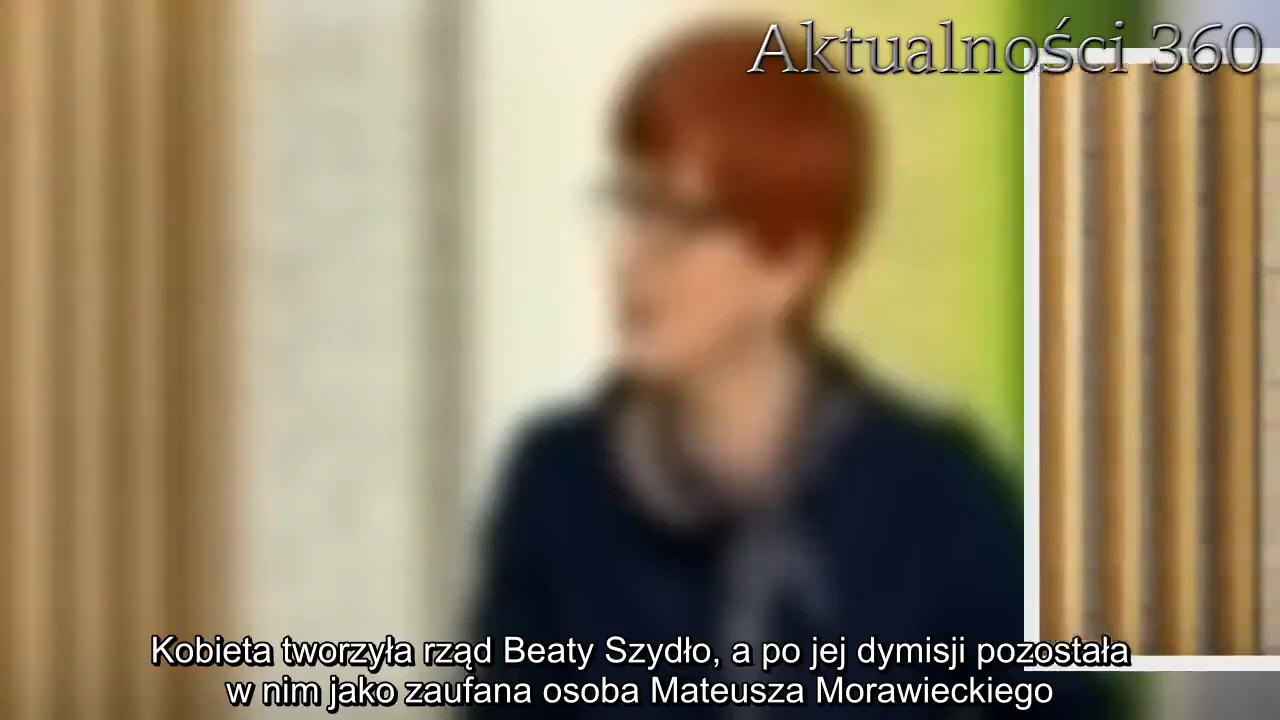 Aktualności 360
Kobieta tworzyła rząd Beaty Szydło, a po jej dymisji pozostała
w nim jako zaufana osoba Mateusza Morawieckiego